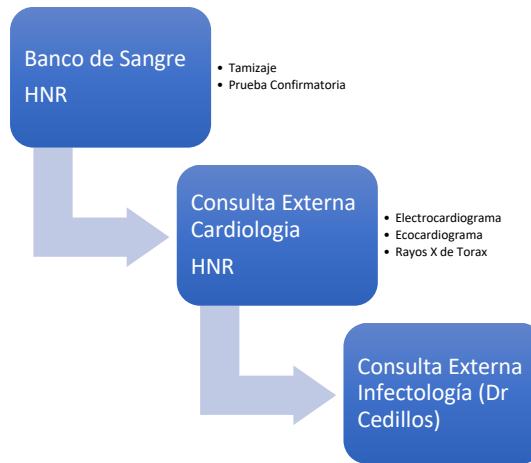 Banco de Sangre
HNR
• Tamizaje
• Prueba Confirmatoria
Consulta Externa
Cardiologia
HNR
• Electrocardiograma
• Ecocardiograma
• Rayos X de Torax
Consulta Externa
Infectología (Dr
Cedillos)